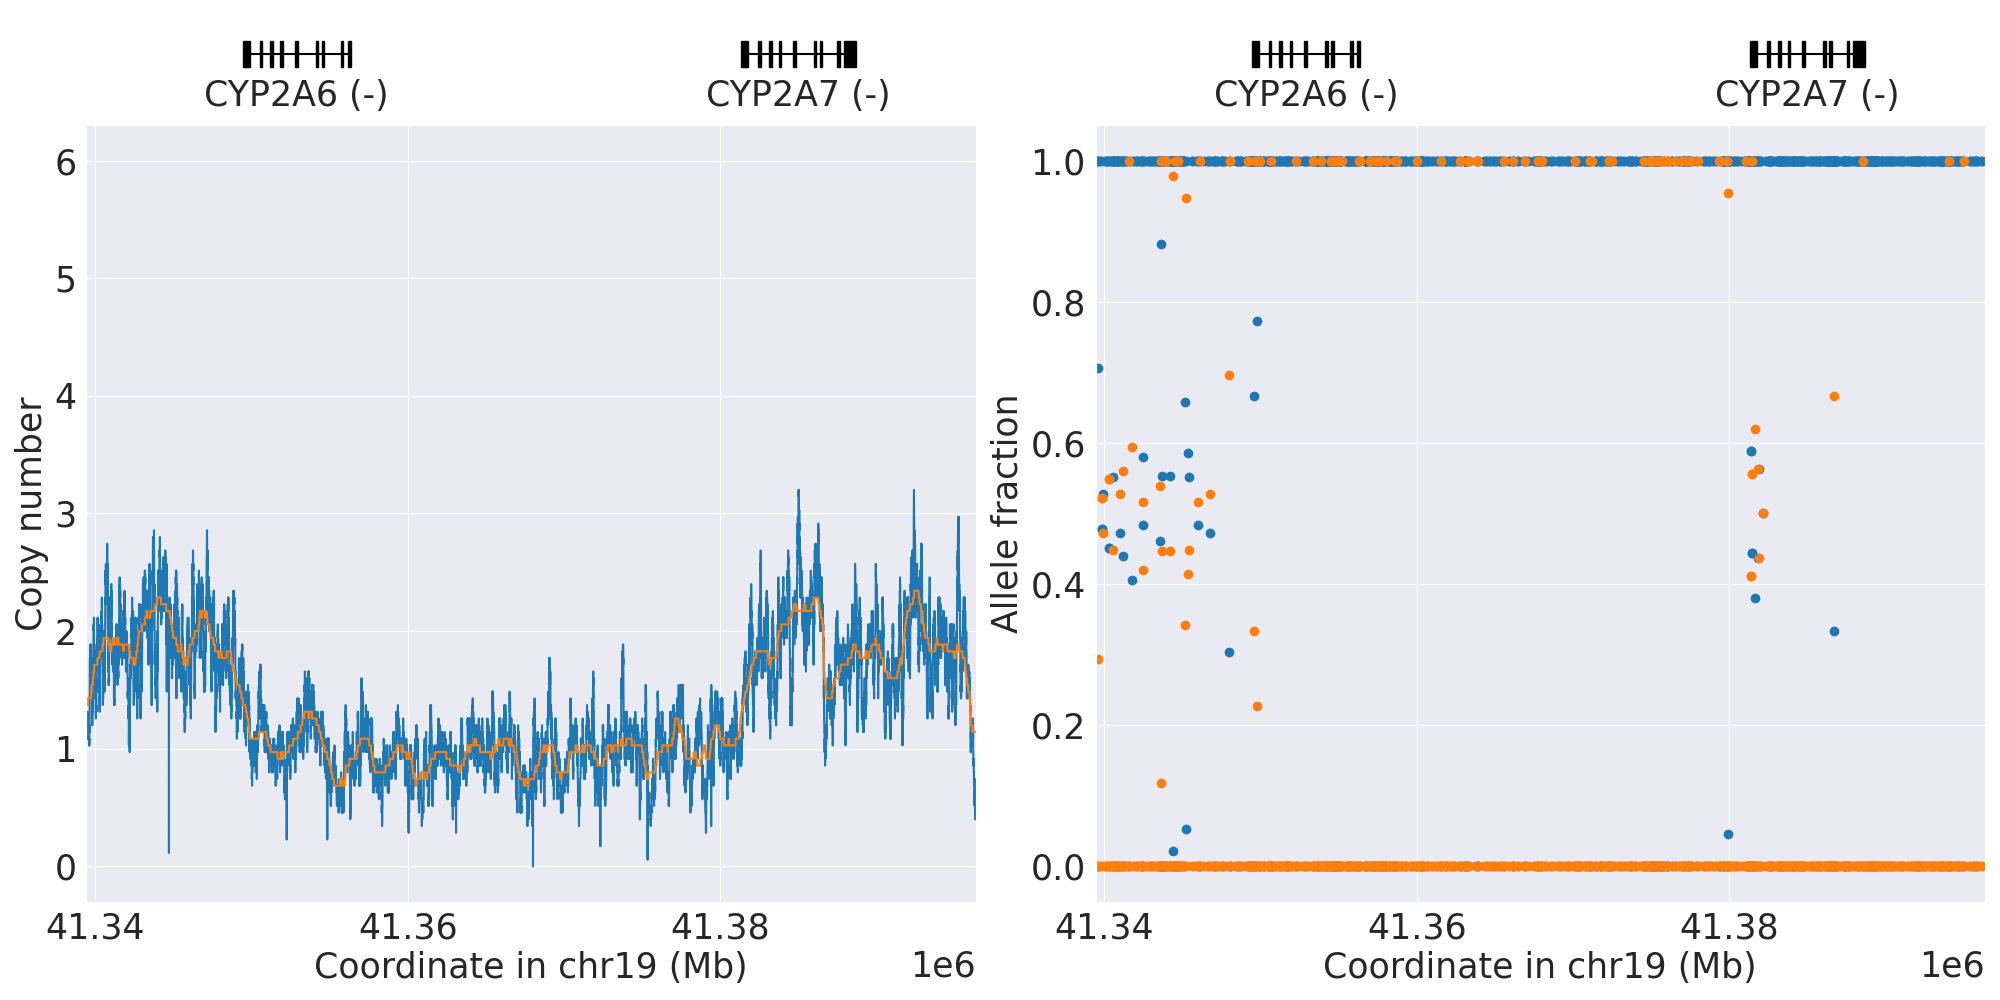 CYP2A6 (-)
CYP2A7 (-)
6
5
4
3
2
1
0
Copy number
41.34
41.36
41.38
Coordinate in chr19 (Mb)
1e6
CYP2A6 (-)
CYP2A7 (-)
1.0
0.8
0.6
0.4
0.2
0.0
Allele fraction
41.34
41.36
41.38
Coordinate in chr19 (Mb)
1e6